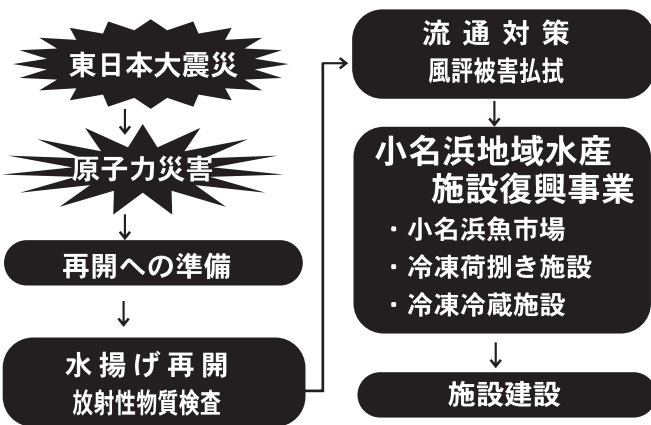 東日本大震災
原子力災害
再開への準備
水揚げ再開
放射性物質検査
流通対策
風評被害払拭
小名浜地域水産
施設復興事業
・小名浜魚市場
・冷凍荷捌き施設
・冷凍冷蔵施設
施設建設